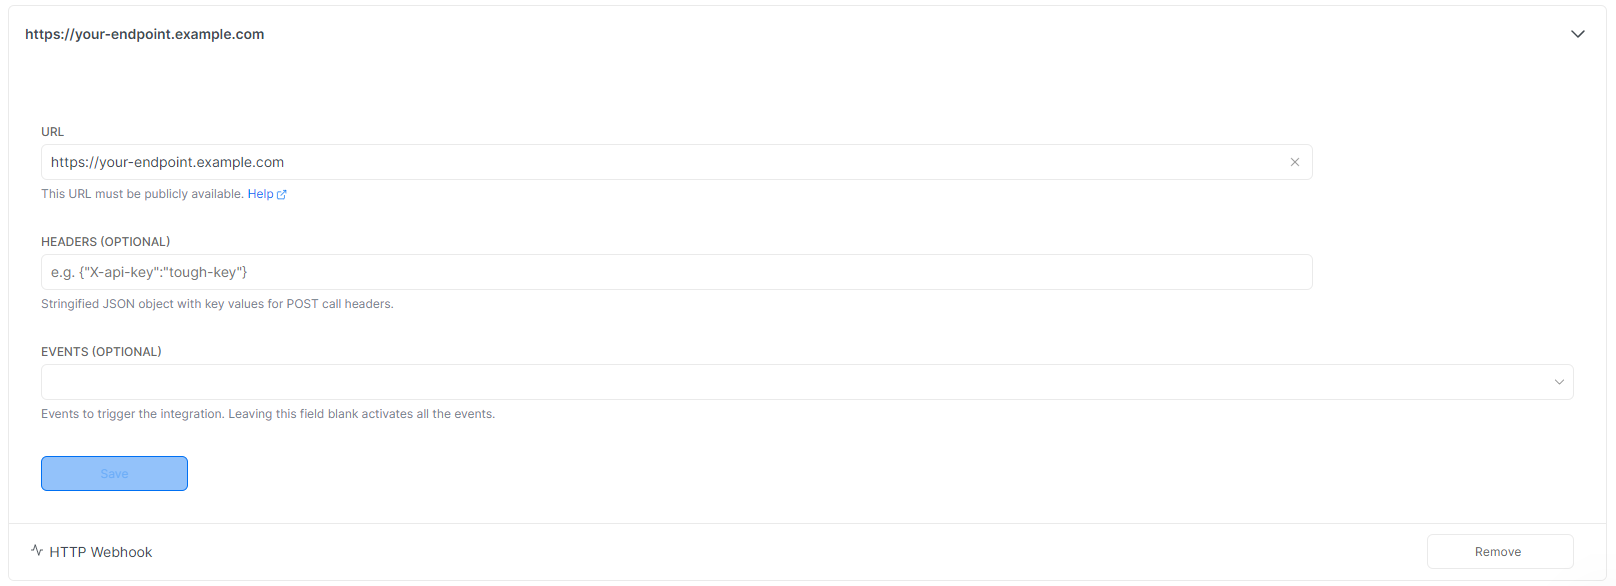 https://your-endpoint.example.com
URL
https://your-endpoint.example.com
This URL must be publicly available. Help
HEADERS (OPTIONAL)
e.g. {"X-api-key":"tough-key"}
Stringified JSON object with key values for POST call headers.
EVENTS (OPTIONAL)
Events to trigger the integration. Leaving this field blank activates all the events.
Save
HTTP Webhook
Remove